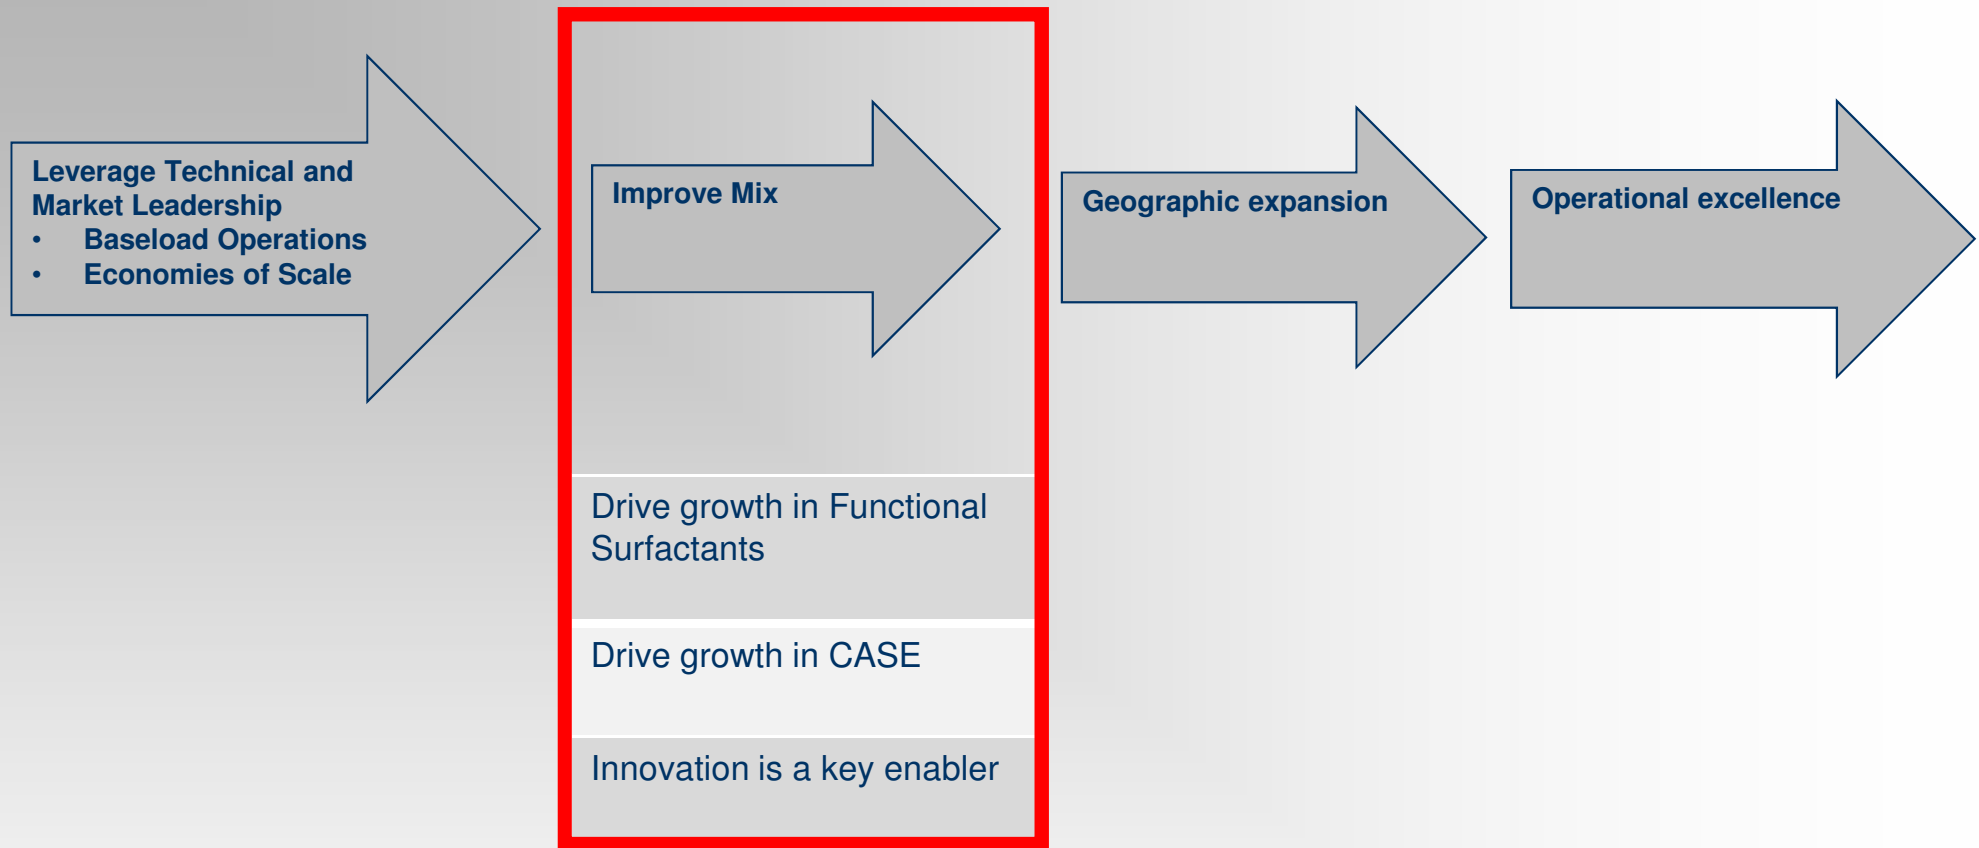 Leverage Technical and
Market Leadership
• Baseload Operations
• Economies of Scale
Improve Mix
Geographic expansion
Operational excellence
Drive growth in Functional
Surfactants
Drive growth in CASE
Innovation is a key enabler